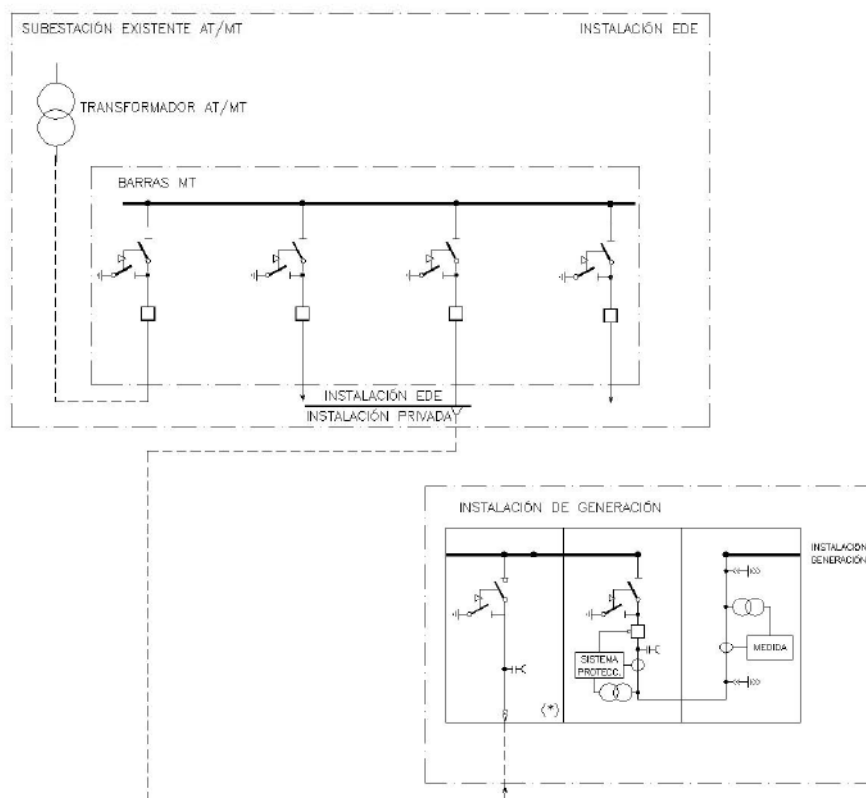 SUBESTACIÓN EXISTENTE AT/MT
INSTALACIÓN EDE
TRANSFORMADOR AT/MT
BARRAS MT
INSTALACIÓN EDE
INSTALACIÓN PRIVADA
INSTALACIÓN DE GENERACIÓN
INSTALACIÓN
GENERACIÓN
SISTEMA
PROTECC.
MEDIDA
(*)